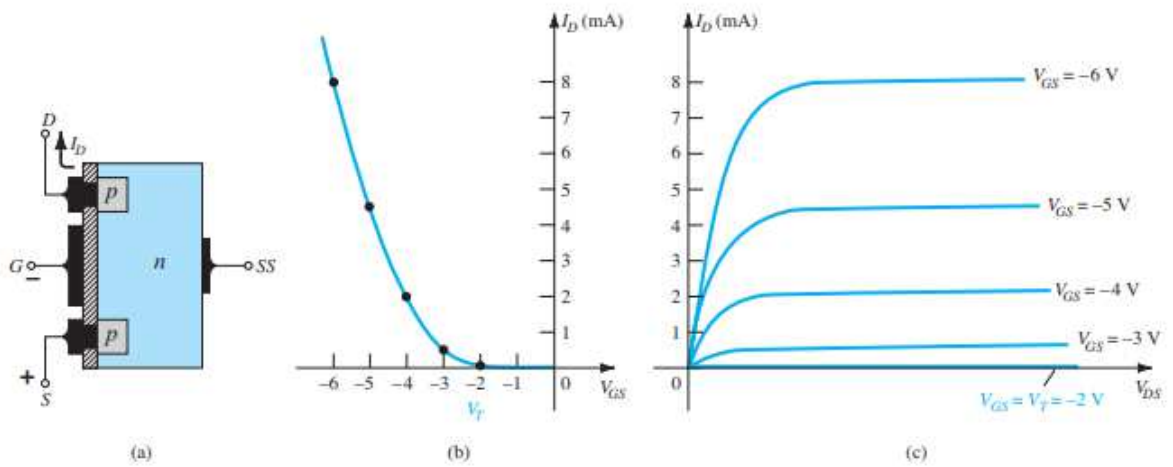 D
I_D
p
n
G
−
SS
p
+
S
(a)
I_D (mA)
8
7
6
5
4
3
2
1
−6 −5 −4 −3 −2 −1 0 V_GS
V_T
(b)
I_D (mA)
8
7
6
5
4
3
2
1
0
V_GS = −6 V
V_GS = −5 V
V_GS = −4 V
V_GS = −3 V
V_DS
V_GS = V_T = −2 V
(c)